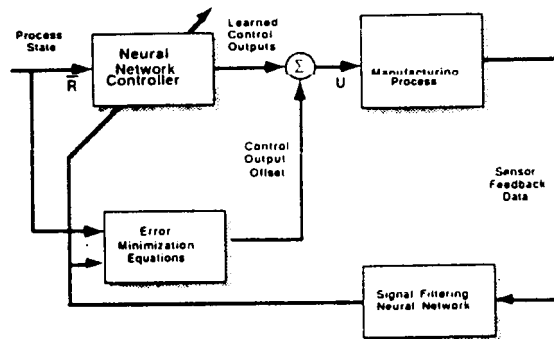 Process
State
R
Neural
Network
Controller
Learned
Control
Outputs
Σ
U
Manufacturing
Process
Control
Output
Offset
Sensor
Feedback
Data
Error
Minimization
Equations
Signal Filtering
Neural Network